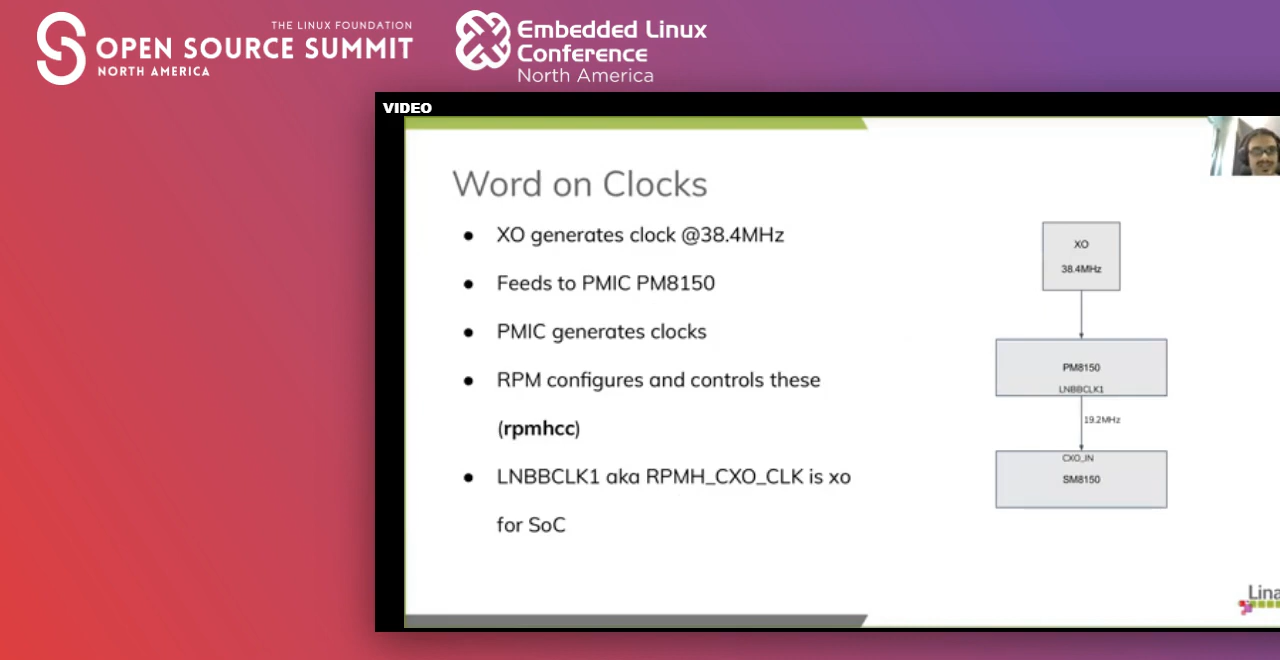 THE LINUX FOUNDATION
OPEN SOURCE SUMMIT
NORTH AMERICA
Embedded Linux
Conference
North America
VIDEO
Word on Clocks
● XO generates clock @38.4MHz
● Feeds to PMIC PM8150
● PMIC generates clocks
● RPM configures and controls these
(rpmhcc)
● LNBBCLK1 aka RPMH_CXO_CLK is xo
for SoC
XO
38.4MHz
PM8150
LNBBCLK1
19.2MHz
CXO_IN
SM8150
Lina